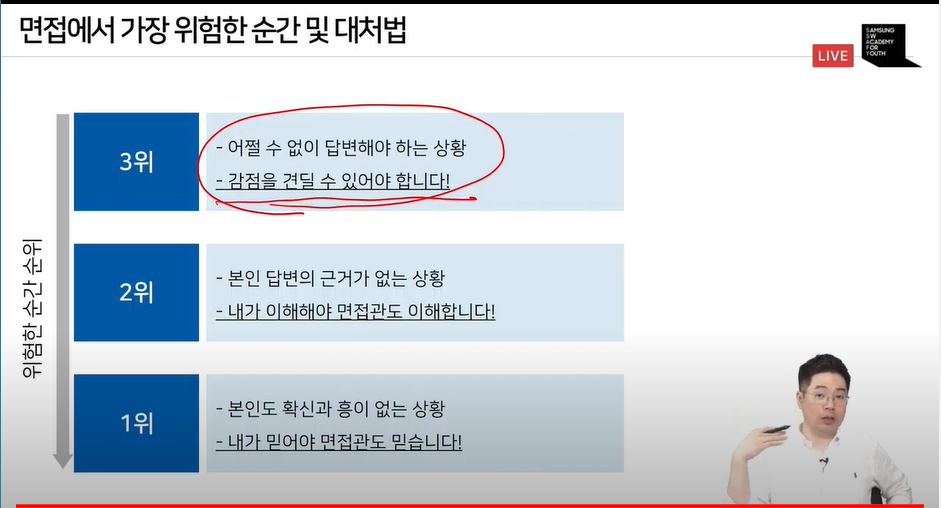 면접에서 가장 위험한 순간 및 대처법
LIVE
SAMSUNG
SW
ACADEMY
FOR
YOUTH
위험한 순간 순위
3위
- 어쩔 수 없이 답변해야 하는 상황
- 감점을 견딜 수 있어야 합니다!
2위
- 본인 답변의 근거가 없는 상황
- 내가 이해해야 면접관도 이해합니다!
1위
- 본인도 확신과 흥이 없는 상황
- 내가 믿어야 면접관도 믿습니다!